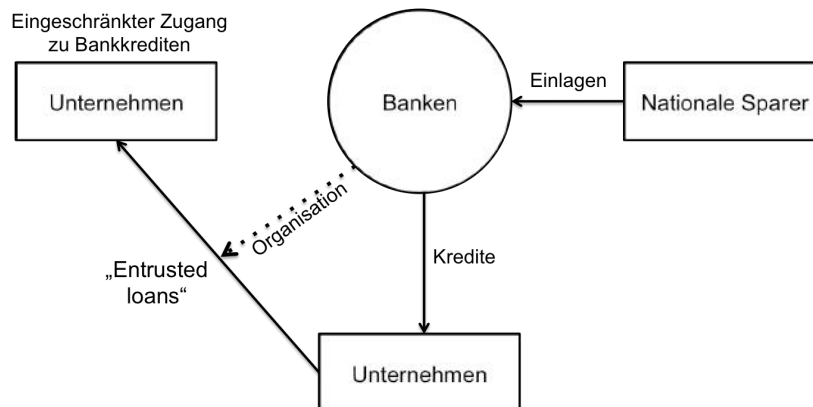 Eingeschränkter Zugang
zu Bankkrediten
Unternehmen
Banken
Einlagen
Nationale Sparer
Organisation
„Entrusted
loans“
Kredite
Unternehmen